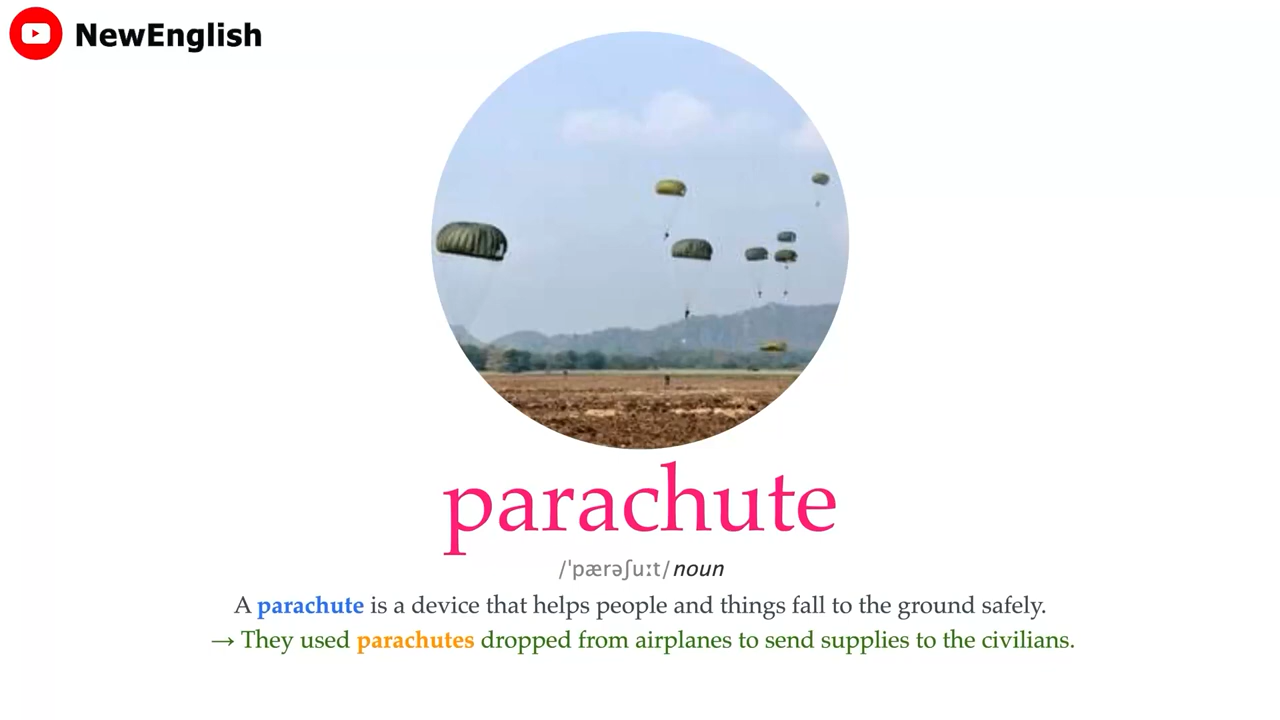 NewEnglish
parachute
/ˈpærəʃuːt/ noun
A parachute is a device that helps people and things fall to the ground safely.
→ They used parachutes dropped from airplanes to send supplies to the civilians.